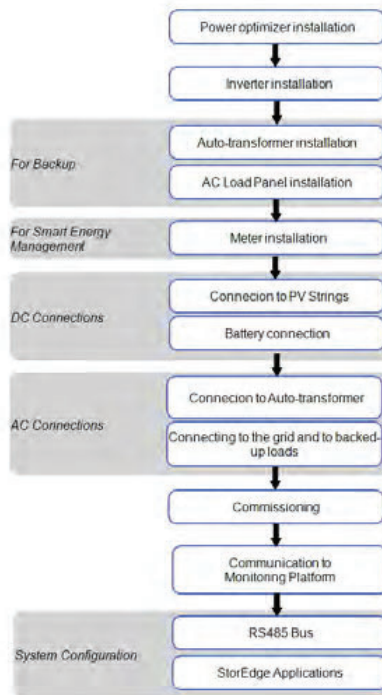 Power optimizer installation
Inverter installation
For Backup
Auto-transformer installation
AC Load Panel installation
For Smart Energy
Management
Meter installation
DC Connections
Connecion to PV Strings
Battery connection
AC Connections
Connecion to Auto-transformer
Connecting to the grid and to backed-
up loads
Commissioning
Communication to
Monitoring Platform
System Configuration
RS485 Bus
StorEdge Applications